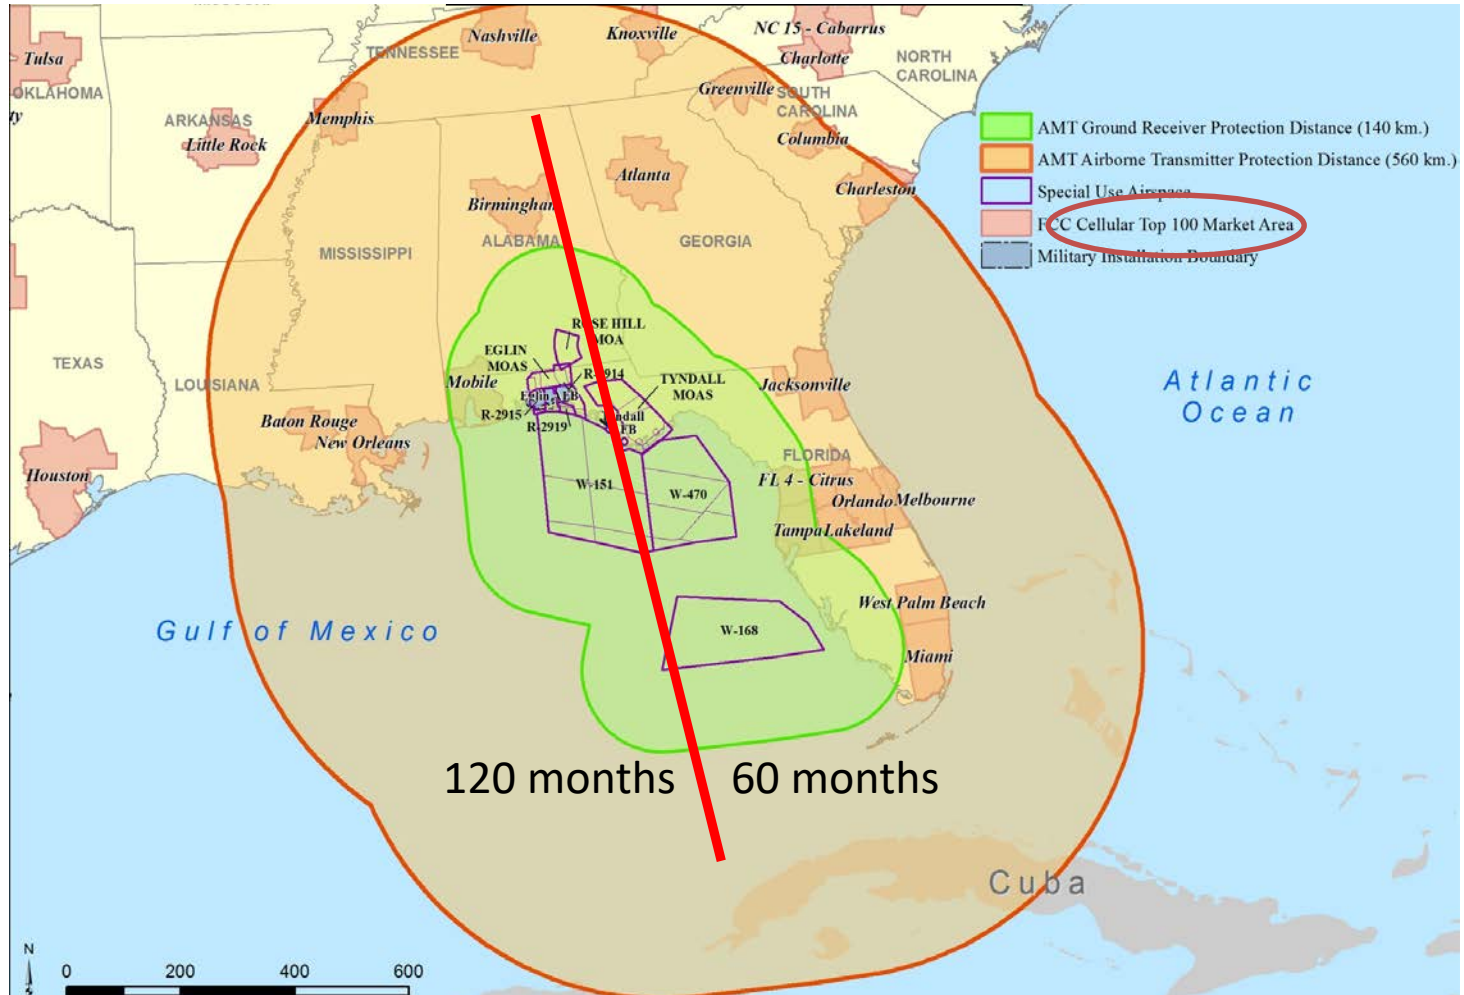 MISSOURI
Nashville
Knoxville
NC 15 - Cabarrus
Charlotte
Tulsa
TENNESSEE
NORTH
CAROLINA
OKLAHOMA
ty
Greenville
SOUTH
CAROLINA
ARKANSAS
Memphis
Little Rock
Columbia
AMT Ground Receiver Protection Distance (140 km.)
AMT Airborne Transmitter Protection Distance (560 km.)
Special Use Airspace
FCC Cellular Top 100 Market Area
Military Installation Boundary
Atlanta
Charleston
Birmingham
MISSISSIPPI
ALABAMA
GEORGIA
ROSE HILL
MOA
EGLIN
MOAS
TEXAS
LOUISIANA
Mobile
TYNDALL
MOAS
Jacksonville
Eglin AFB
R-2915
R-2919
Baton Rouge
New Orleans
Houston
W-151
W-470
FLORIDA
FL 4 - Citrus
Orlando
Melbourne
Tampa
Lakeland
Atlantic
Ocean
West Palm Beach
Gulf of Mexico
W-168
Miami
120 months
60 months
Cuba
N
0 200 400 600